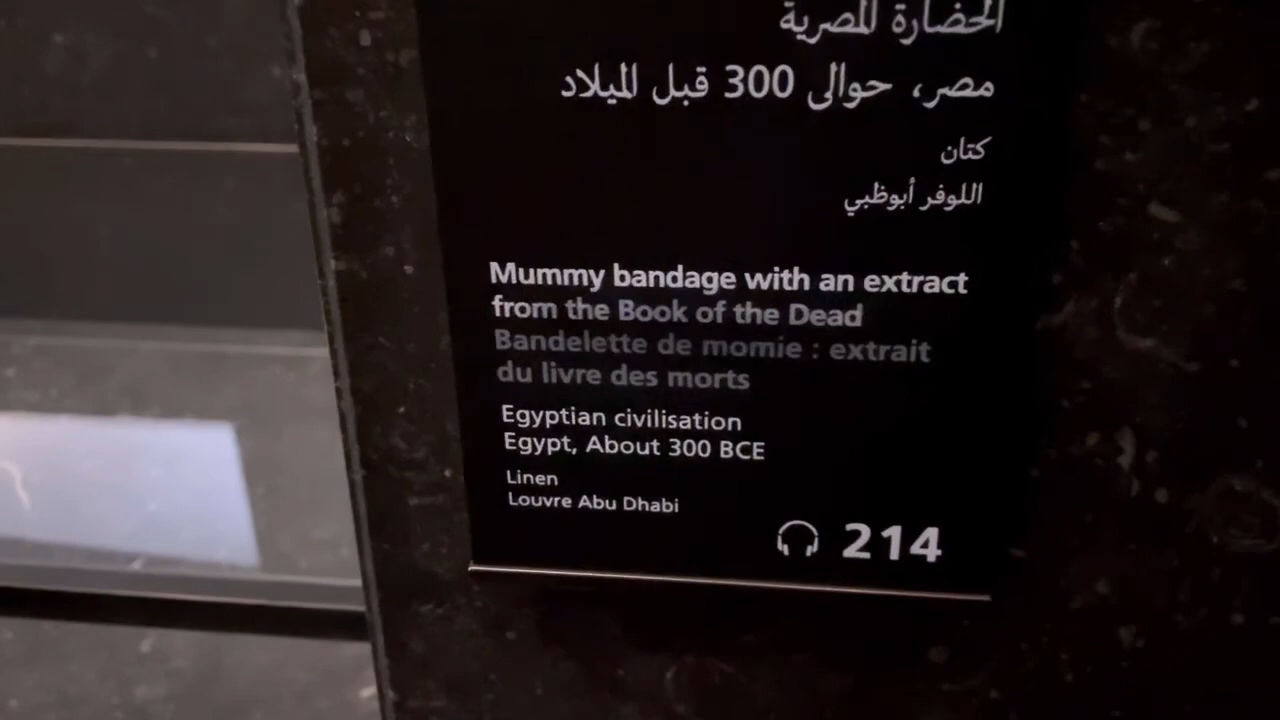 الحضارة المصرية
مصر، حوالى 300 قبل الميلاد
كتان
اللوفر أبوظبي
Mummy bandage with an extract
from the Book of the Dead
Bandelette de momie : extrait
du livre des morts
Egyptian civilisation
Egypt, About 300 BCE
Linen
Louvre Abu Dhabi
214